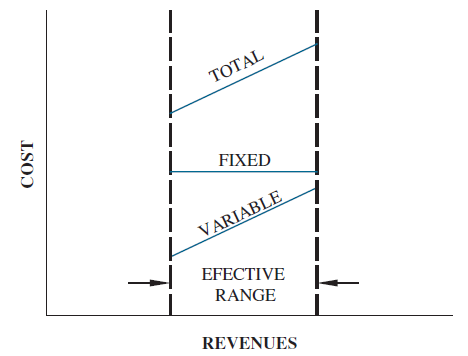 TOTAL
FIXED
VARIABLE
EFECTIVE
RANGE
COST
REVENUES